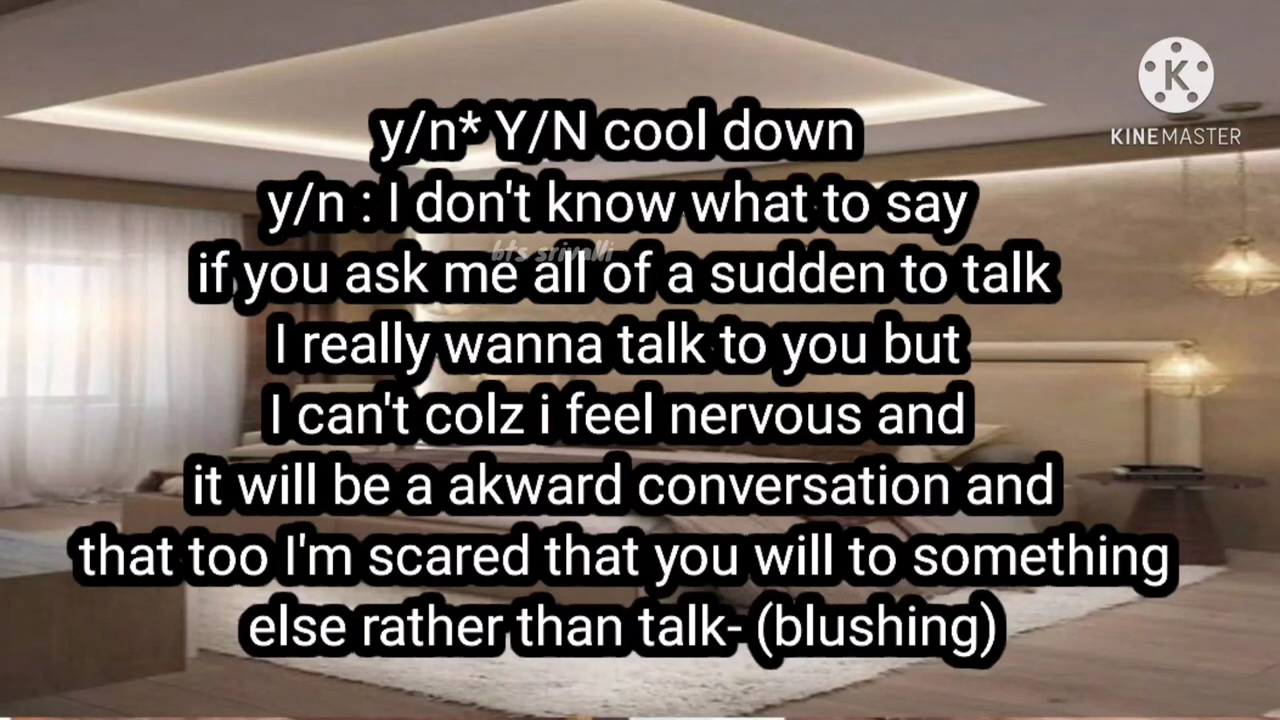 KINEMASTER
y/n* Y/N cool down
y/n : I don't know what to say
bts srivalli
if you ask me all of a sudden to talk
I really wanna talk to you but
I can't colz i feel nervous and
it will be a akward conversation and
that too I'm scared that you will to something
else rather than talk- (blushing)